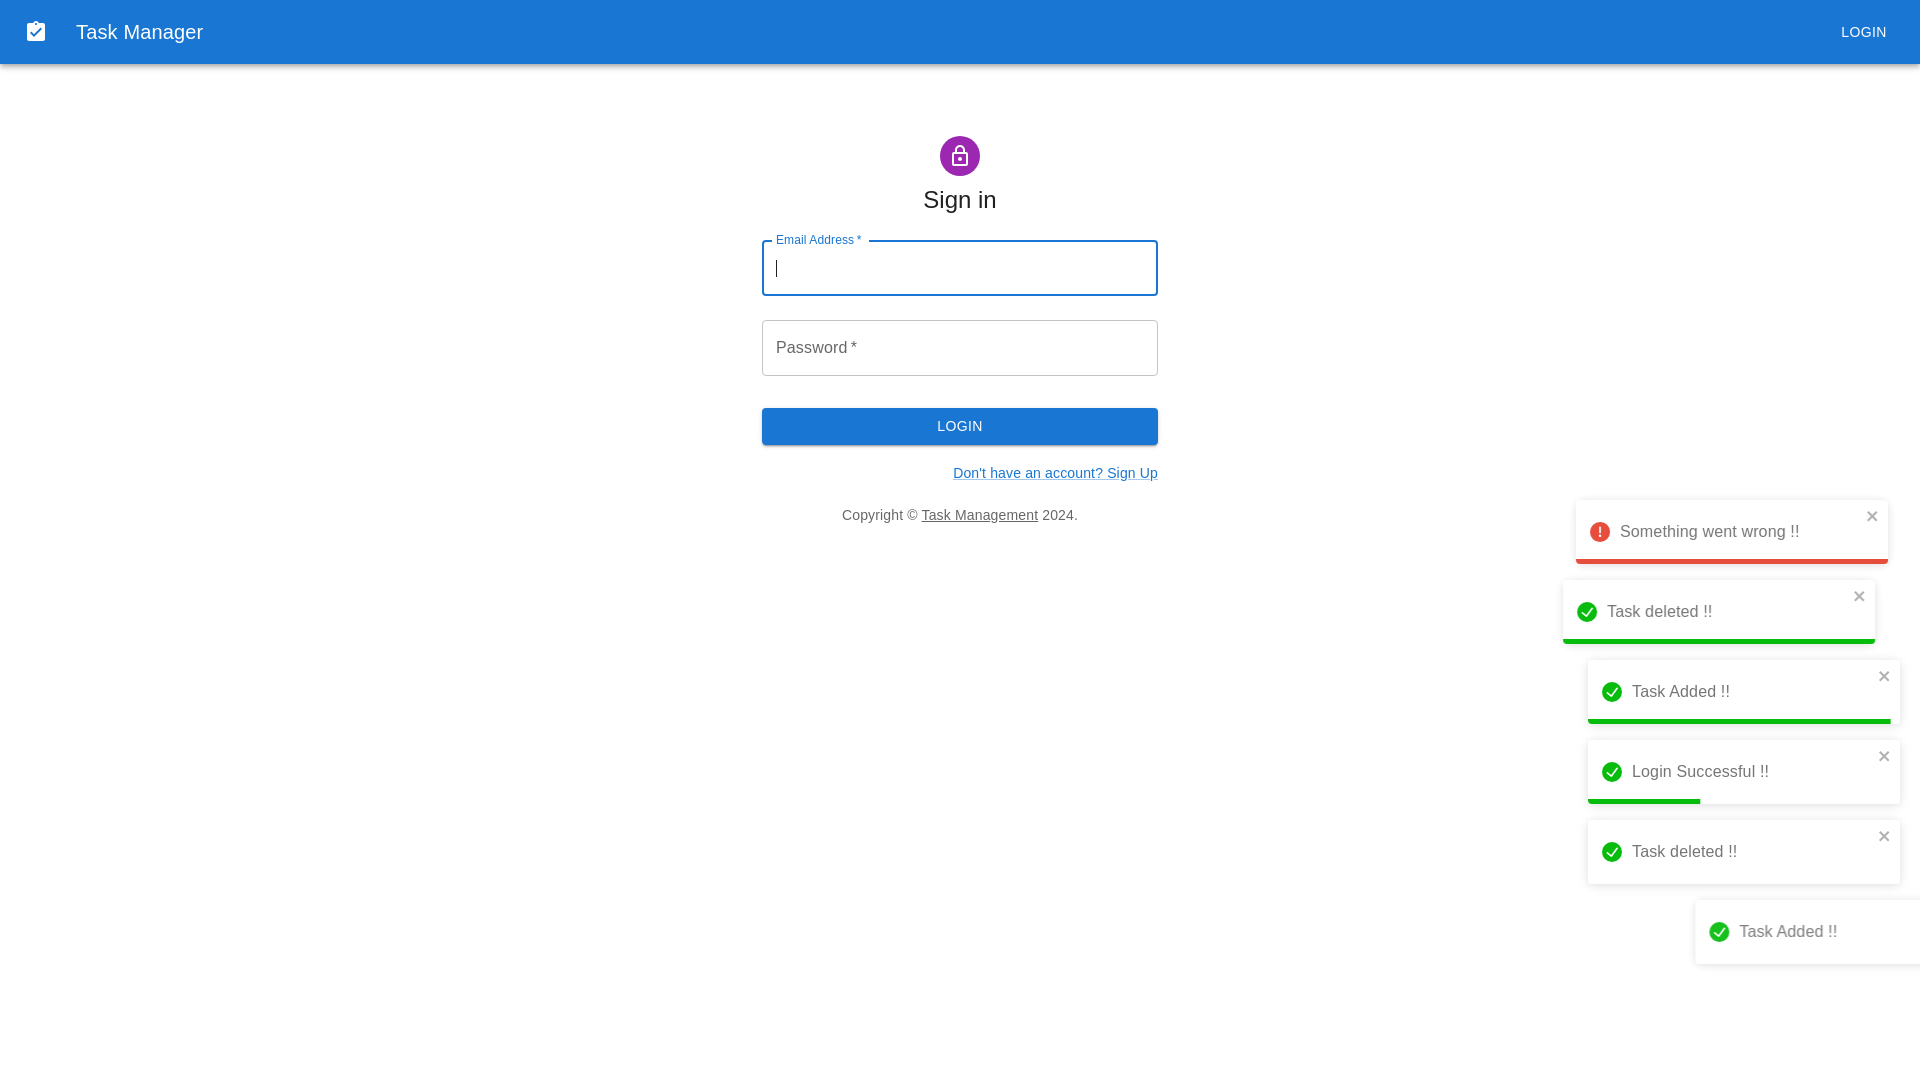 Task Manager
LOGIN
Sign in
Email Address *
Password *
LOGIN
Don't have an account? Sign Up
Copyright © Task Management 2024.
Something went wrong !!
Task deleted !!
Task Added !!
Login Successful !!
Task deleted !!
Task Added !!